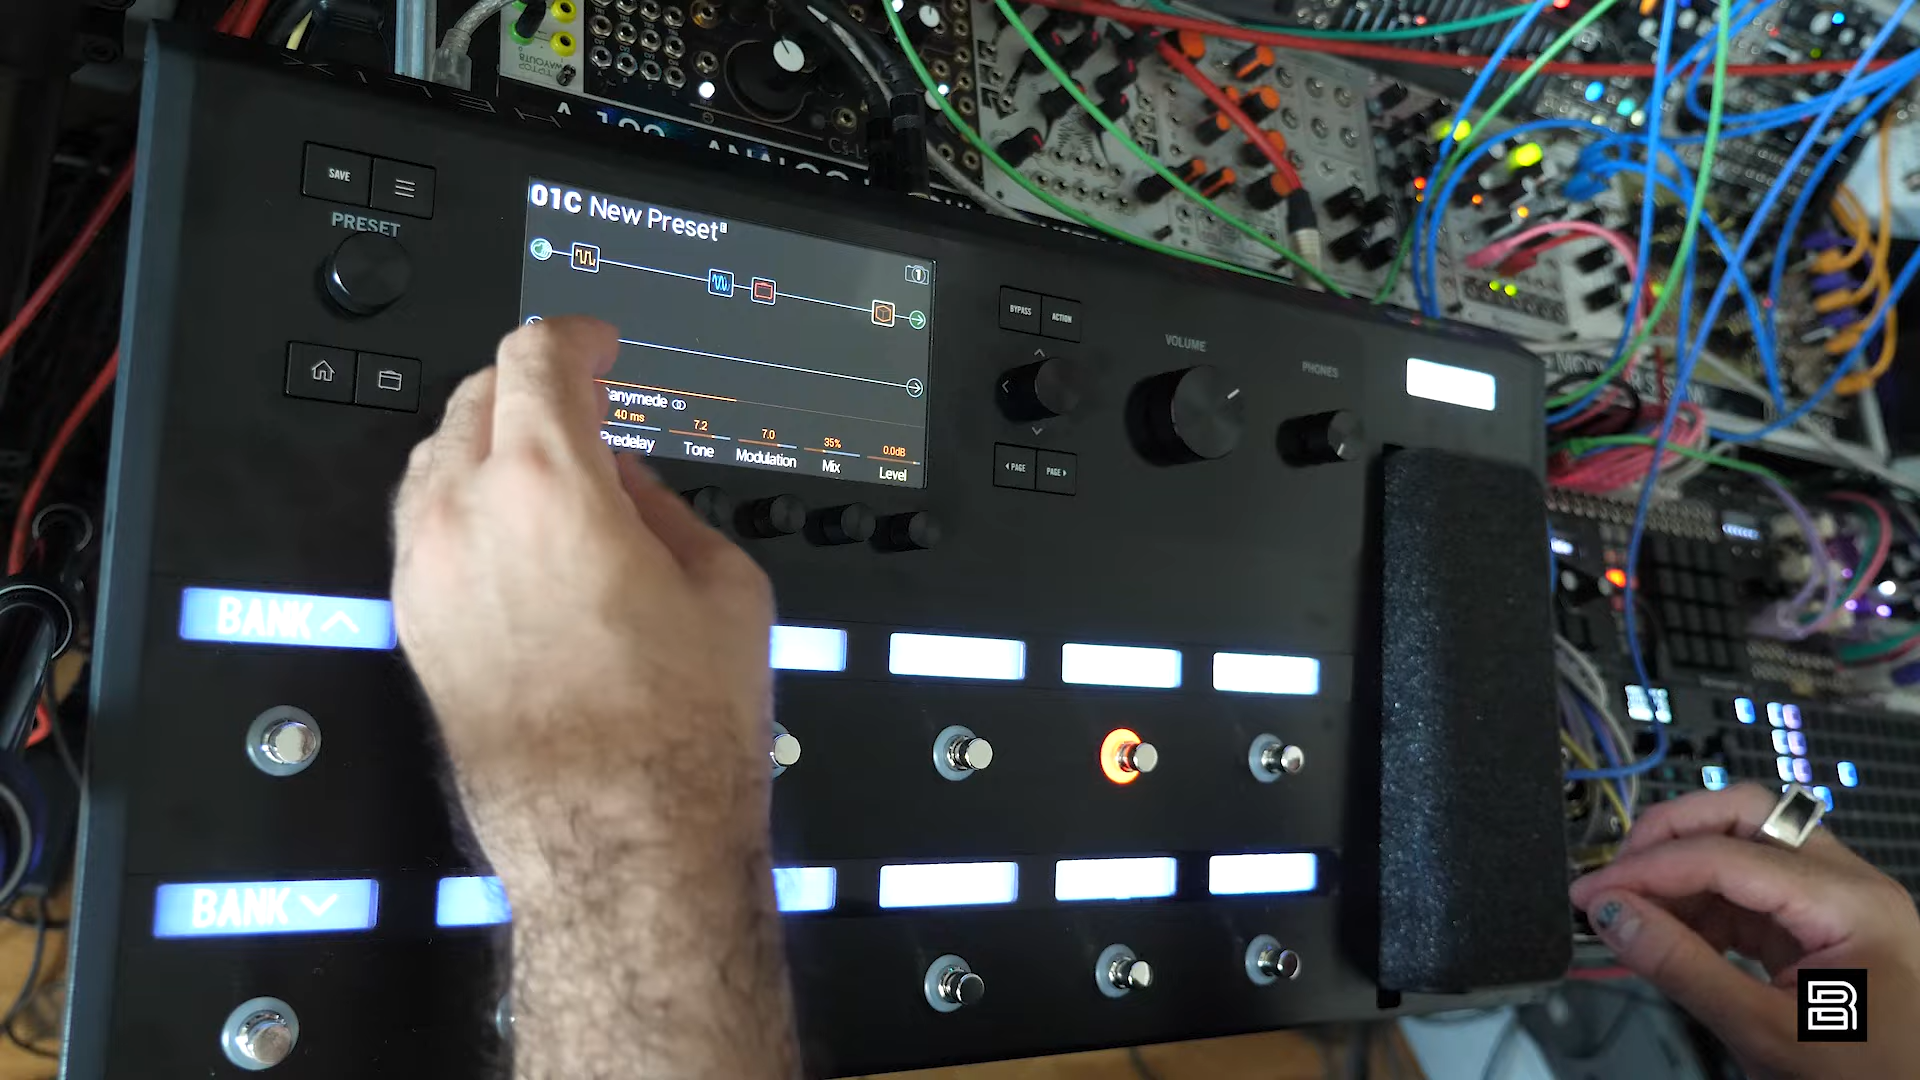 SAVE
PRESET
01C New Preset
1
anymede
40 ms
7.2
7.0
35%
0.0dB
Predelay
Tone
Modulation
Mix
Level
BYPASS
ACTION
PAGE
PAGE
VOLUME
PHONES
BANK
BANK